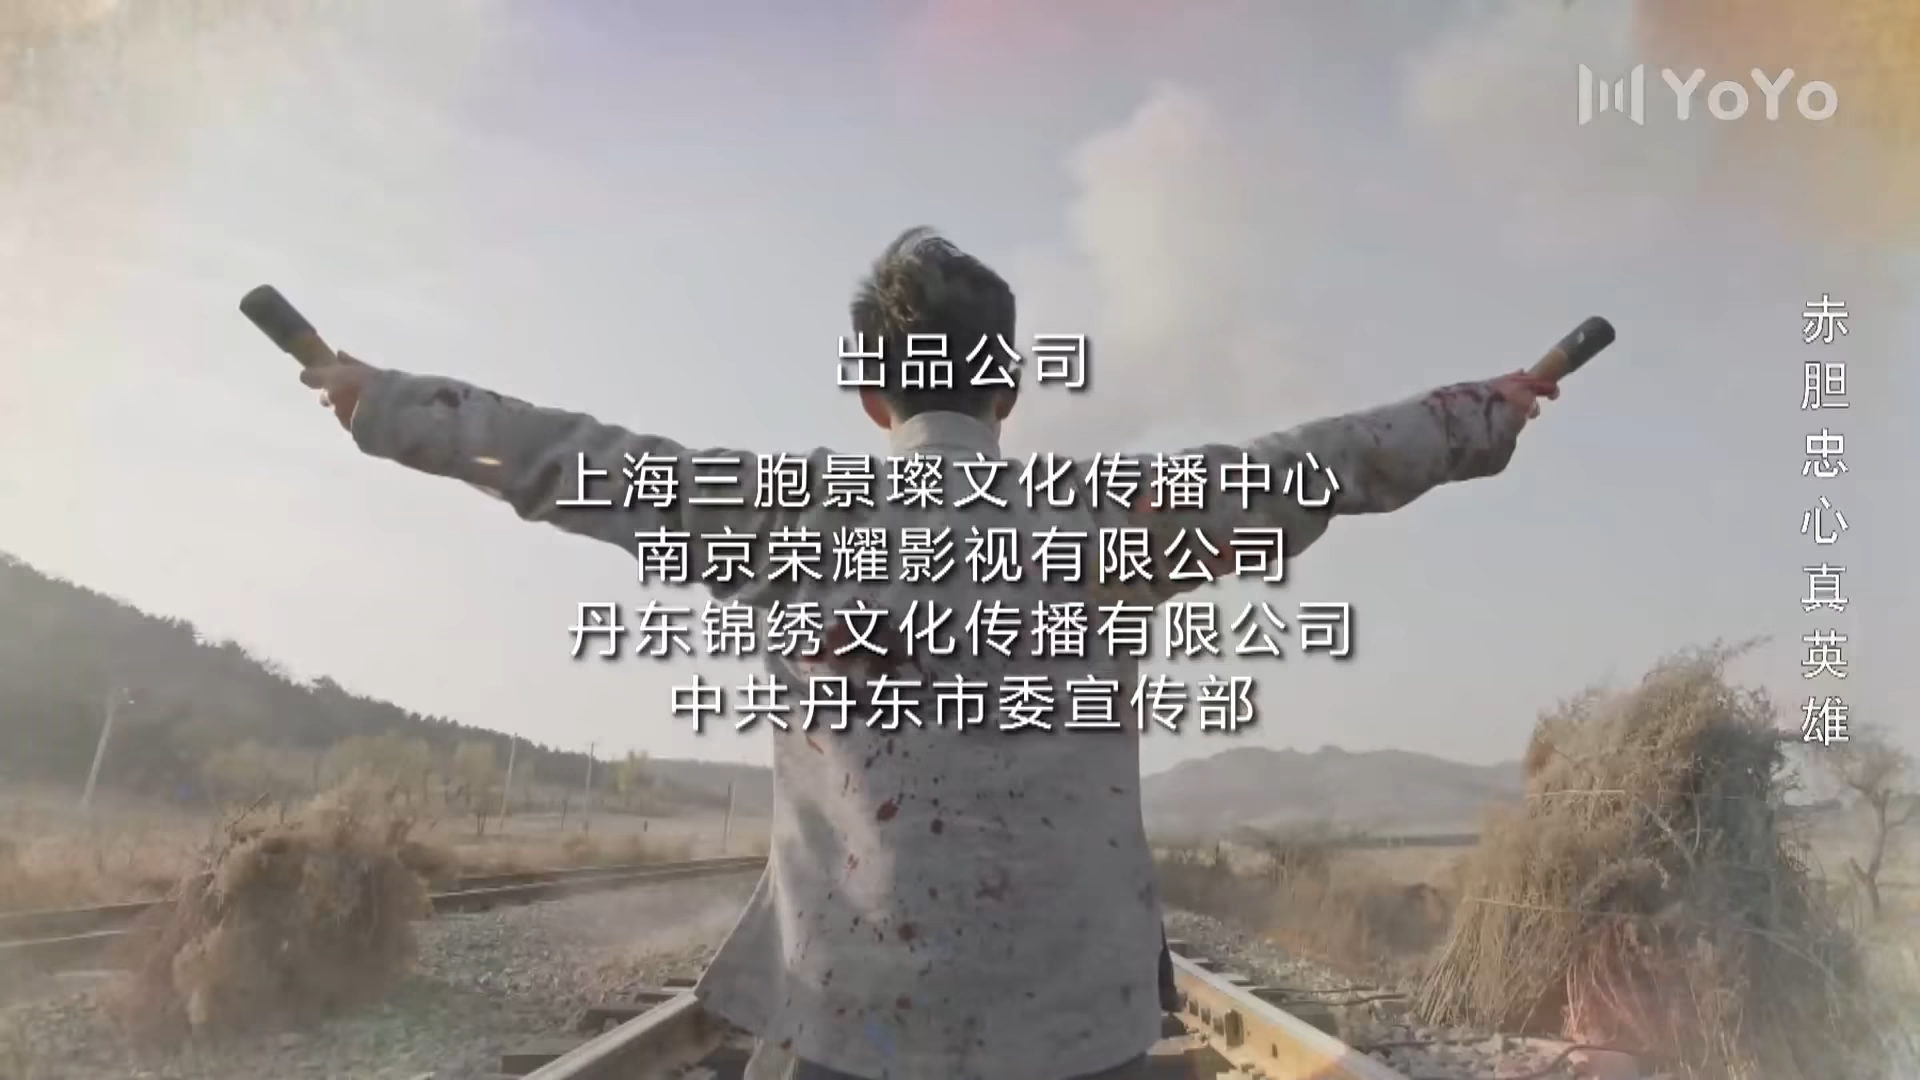 YoYo
出品公司
上海三胞景璨文化传播中心
南京荣耀影视有限公司
丹东锦绣文化传播有限公司
中共丹东市委宣传部
赤胆忠心真英雄